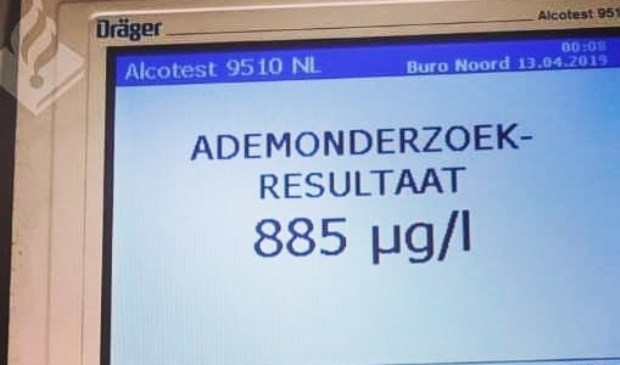 Dräger
Alcotest 951
00:08
Alcotest 9510 NL
Buro Noord 13.04.2019
ADEMONDERZOEK-
RESULTAAT
885 µg/l